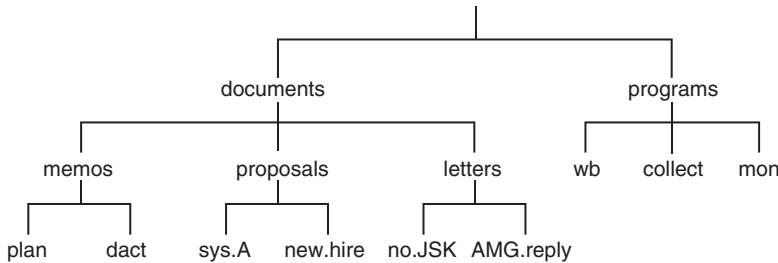 documents programs
memos proposals letters wb collect mon
plan dact sys.A new.hire no.JSK AMG.reply